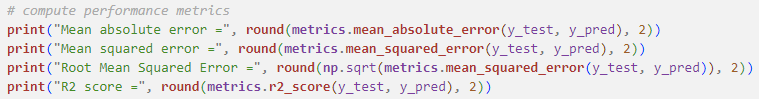 # compute performance metrics
print("Mean absolute error =", round(metrics.mean_absolute_error(y_test, y_pred), 2))
print("Mean squared error =", round(metrics.mean_squared_error(y_test, y_pred), 2))
print("Root Mean Squared Error =", round(np.sqrt(metrics.mean_squared_error(y_test, y_pred)), 2))
print("R2 score =", round(metrics.r2_score(y_test, y_pred), 2))